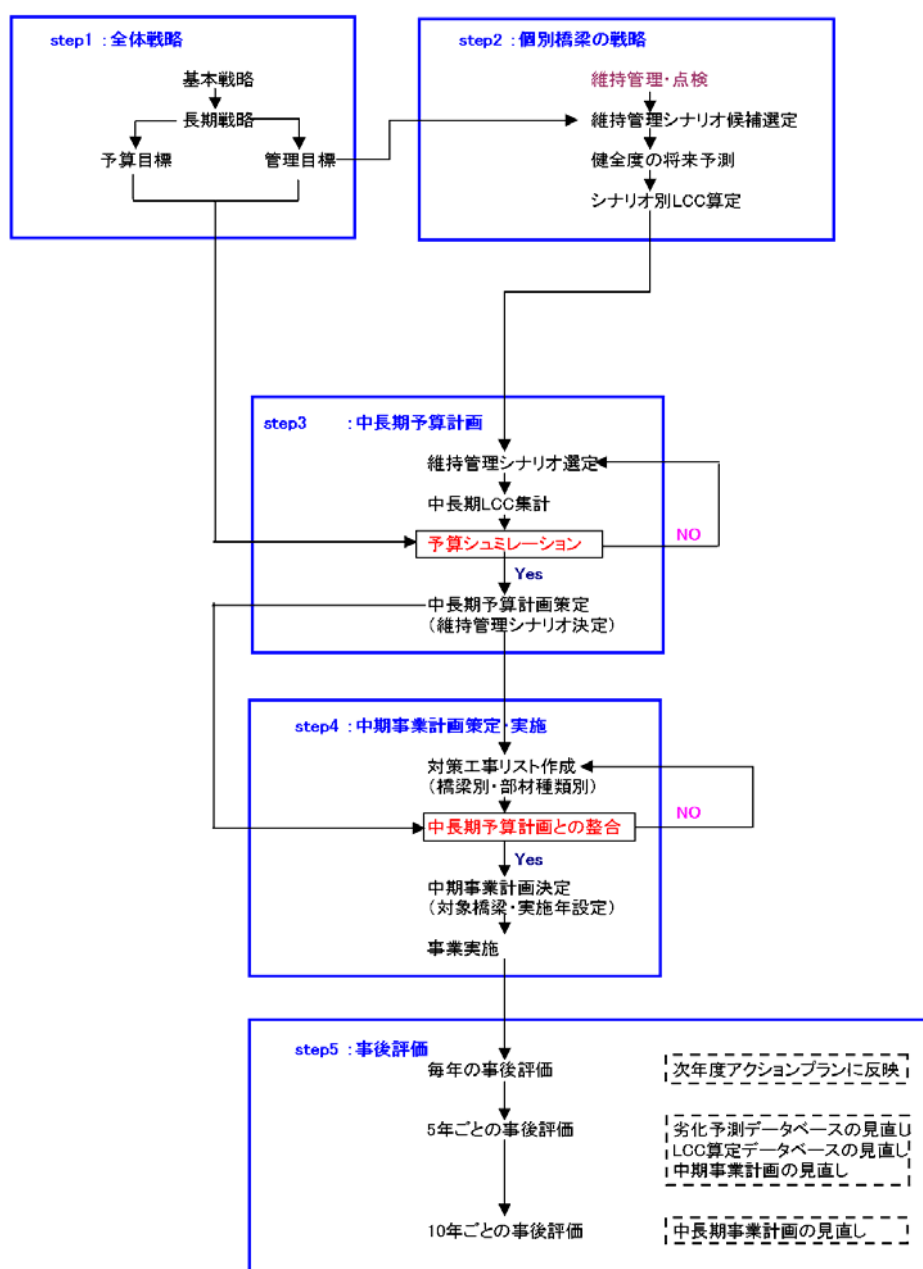 step1：全体戦略
基本戦略
長期戦略
予算目標
管理目標
step2：個別橋梁の戦略
維持管理・点検
維持管理シナリオ候補選定
健全度の将来予測
シナリオ別LCC算定
step3　：中長期予算計画
維持管理シナリオ選定
中長期LCC集計
予算シュミレーション
NO
Yes
中長期予算計画策定
（維持管理シナリオ決定）
step4：中期事業計画策定・実施
対策工事リスト作成
（橋梁別・部材種類別）
中長期予算計画との整合
NO
Yes
中期事業計画決定
（対象橋梁・実施年設定）
事業実施
step5：事後評価
毎年の事後評価
次年度アクションプランに反映
5年ごとの事後評価
劣化予測データベースの見直し
LCC算定データベースの見直し
中期事業計画の見直し
10年ごとの事後評価
中長期事業計画の見直し